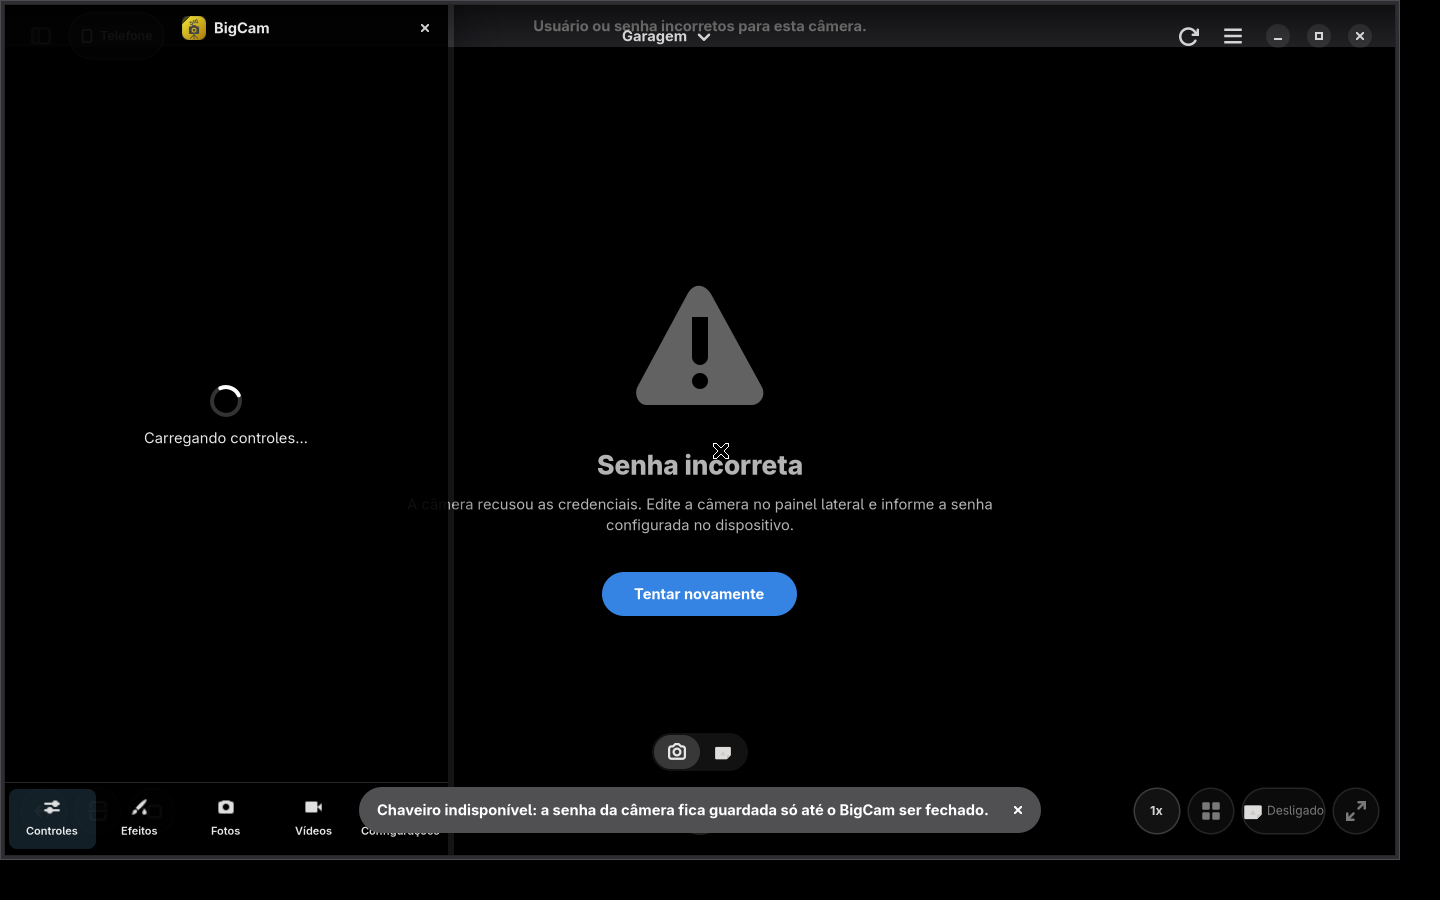 Telefone
BigCam
Usuário ou senha incorretos para esta câmera.
Garagem
Carregando controles...
Senha incorreta
A câmera recusou as credenciais. Edite a câmera no painel lateral e informe a senha
configurada no dispositivo.
Tentar novamente
Chaveiro indisponível: a senha da câmera fica guardada só até o BigCam ser fechado.
1x
Desligado
Controles
Efeitos
Fotos
Vídeos
Configurações